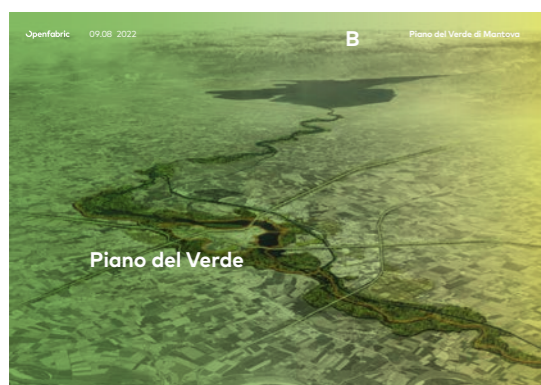 Openfabric
09.08 2022
B
Piano del Verde di Mantova
Piano del Verde